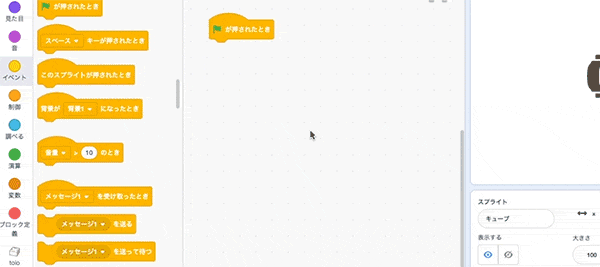 見た目
音
イベント
制御
調べる
演算
変数
ブロック定
義
toio
が押されたとき
スペース キーが押されたとき
このスプライトが押されたとき
背景が 背景1 になったとき
音量 > 10 のとき
メッセージ1 を受け取ったとき
メッセージ1 を送る
メッセージ1 を送って待つ
が押されたとき
スプライト
キューブ
x
表示する
大きさ
100